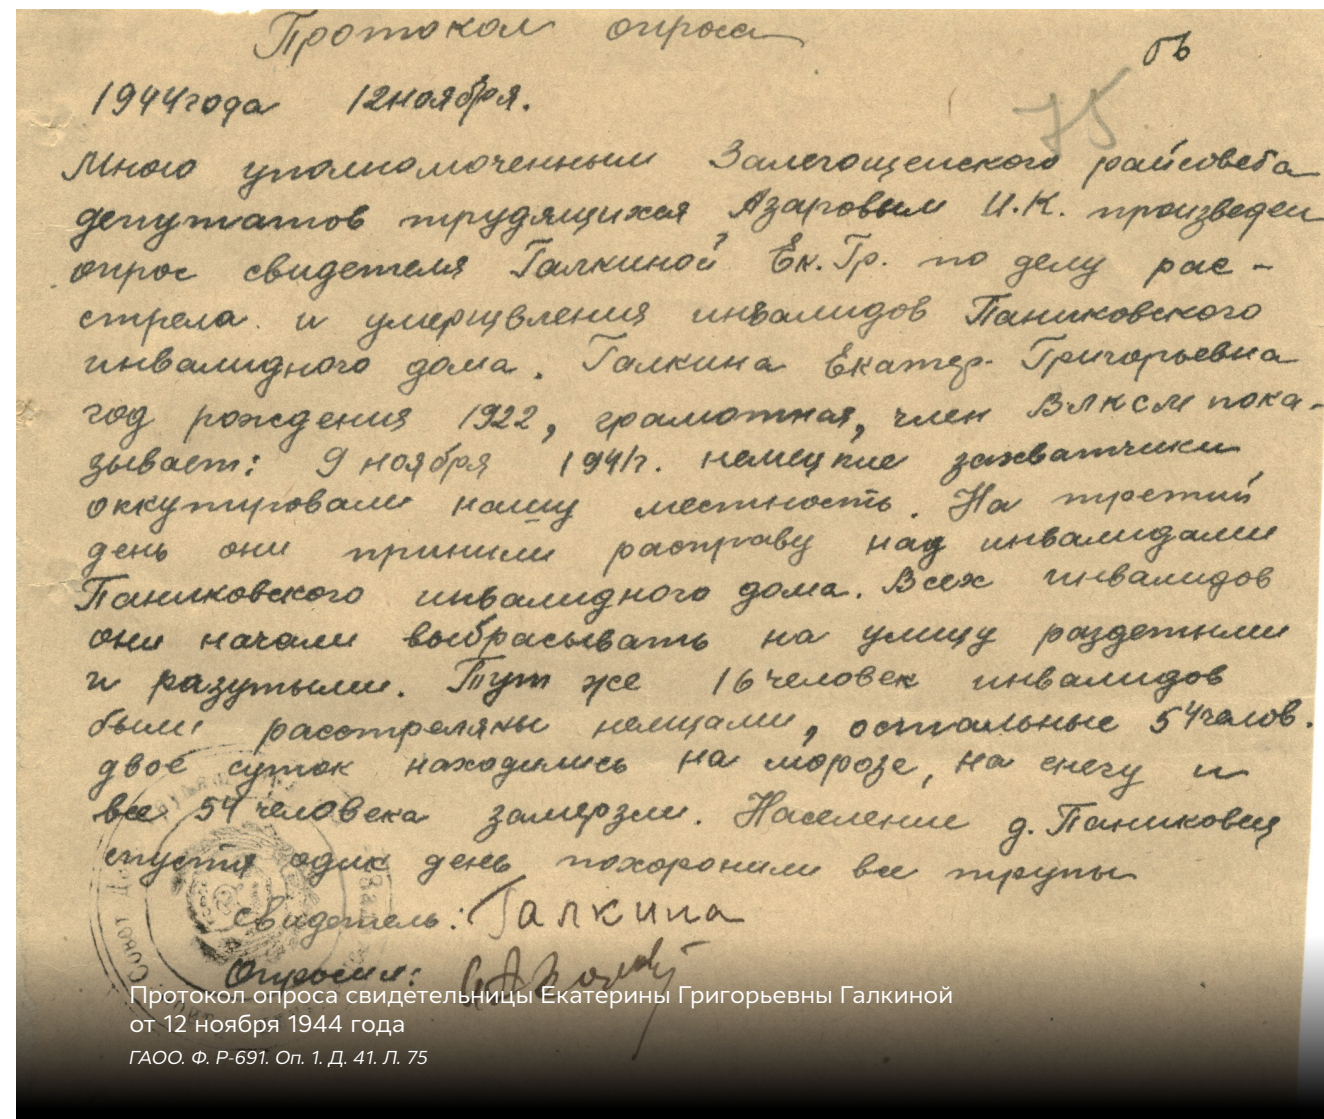 Протокол опроса
6ъ
75
1944 года 12 ноября.
Мною уполномоченным Залегощенского райсовета
депутатов трудящихся Азаровым И.К. произведен
опрос свидетеля Галкиной Ек. Гр. по делу рас-
стрела и умерщвления инвалидов Паниковского
инвалидного дома. Галкина Екатер. Григорьевна
год рождения 1922, грамотная, член ВЛКСМ пока-
зывает: 9 ноября 1941г. немецкие захватчики
оккупировали нашу местность. На третий
день они чинили расправу над инвалидами
Паниковского инвалидного дома. Всех инвалидов
они начали выбрасывать на улицу раздетыми
и разутыми. Тут же 16 человек инвалидов
были расстреляны немцами, остальные 54 челов.
двое суток находились на морозе, на снегу и
все 54 человека замерзли. Население д. Паниковец
спустя один день похоронили все трупы
Свидетель: Галкина
Опросил:
Совет
Протокол опроса свидетельницы Екатерины Григорьевны Галкиной
от 12 ноября 1944 года
ГАОО. Ф. Р-691. Оп. 1. Д. 41. Л. 75